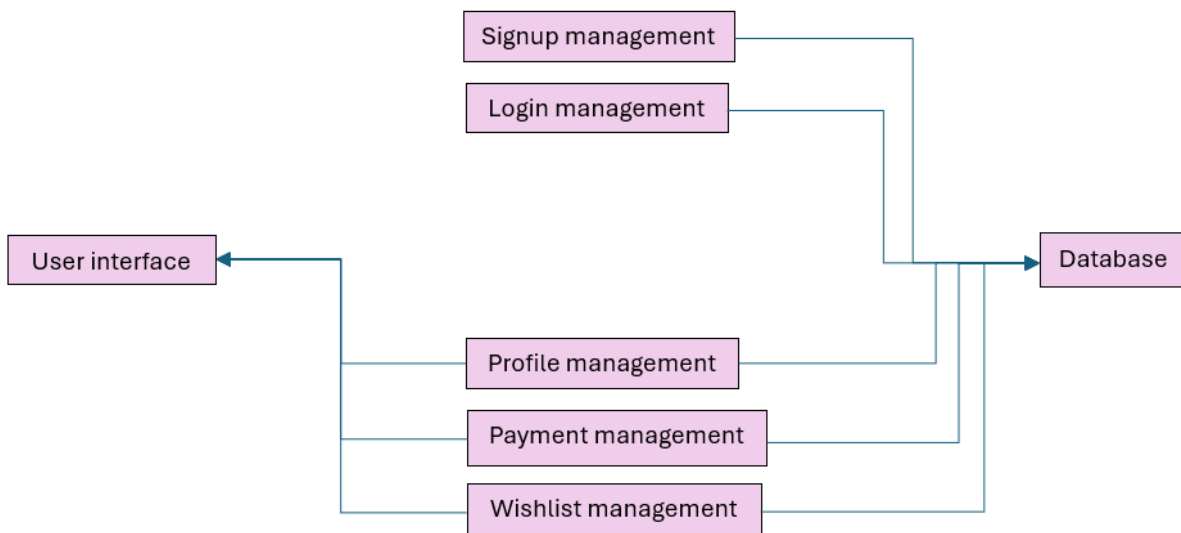 Signup management
Login management
User interface
Database
Profile management
Payment management
Wishlist management